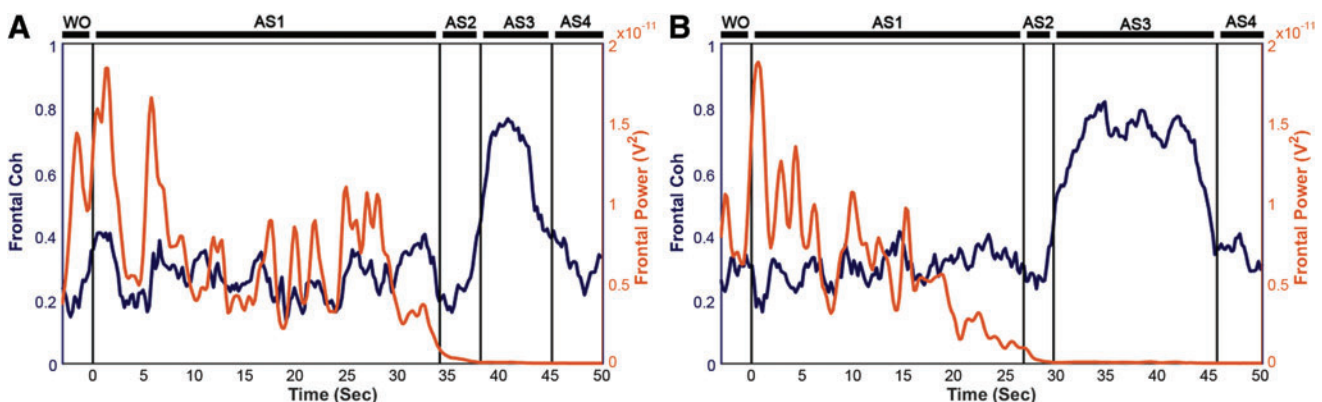 A
WO AS1 AS2 AS3 AS4
x10⁻¹¹
1 0.8 0.6 0.4 0.2 0
Frontal Coh
2 1.5 1 0.5 0
Frontal Power (V²)
0 5 10 15 20 25 30 35 40 45 50
Time (Sec)
B
WO AS1 AS2 AS3 AS4
x10⁻¹¹
1 0.8 0.6 0.4 0.2 0
Frontal Coh
2 1.5 1 0.5 0
Frontal Power (V²)
0 5 10 15 20 25 30 35 40 45 50
Time (Sec)